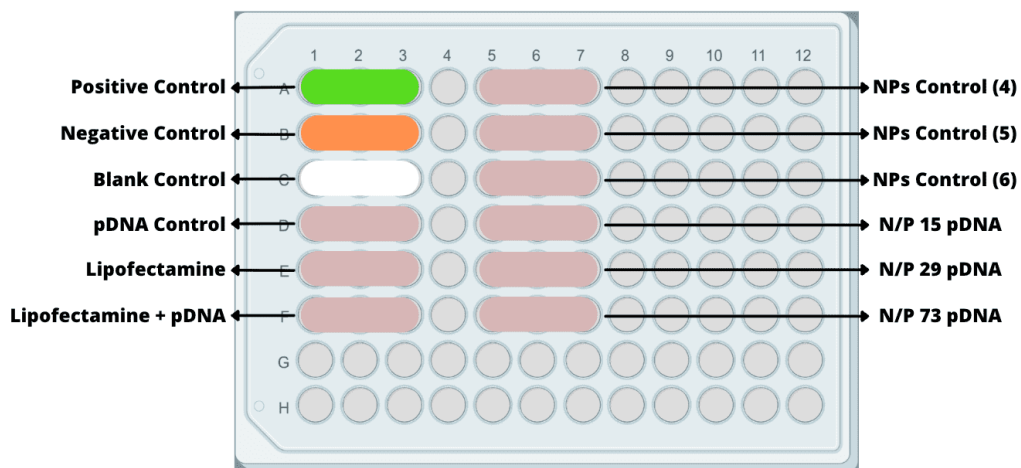 1 2 3 4 5 6 7 8 9 10 11 12
Positive Control A NPs Control (4)
Negative Control B NPs Control (5)
Blank Control C NPs Control (6)
pDNA Control D N/P 15 pDNA
Lipofectamine E N/P 29 pDNA
Lipofectamine + pDNA F N/P 73 pDNA
G
H